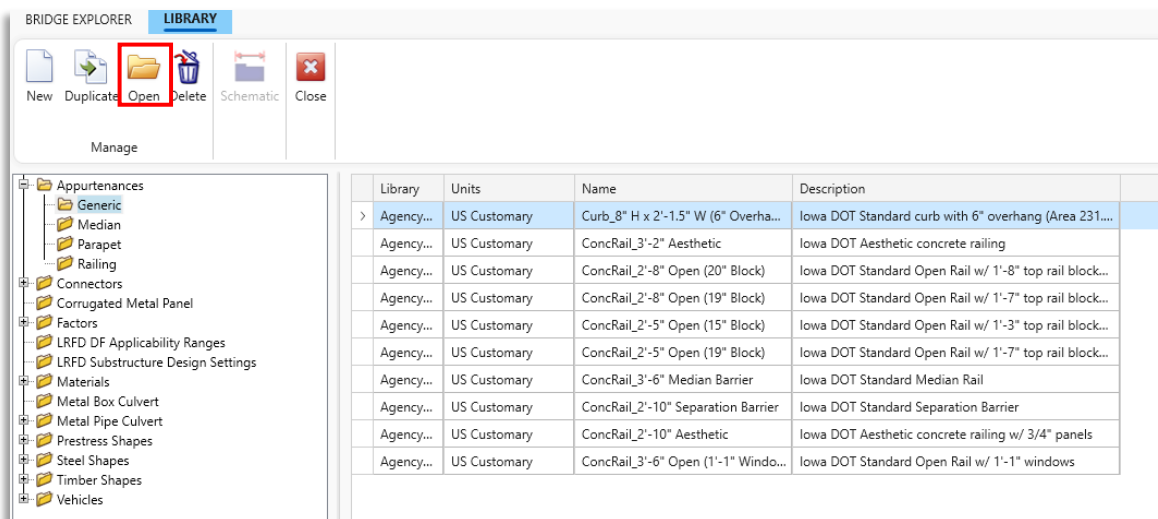 BRIDGE EXPLORER LIBRARY
New Duplicate Open Delete Schematic Close
Manage
Appurtenances
Generic
Median
Parapet
Railing
Connectors
Corrugated Metal Panel
Factors
LRFD DF Applicability Ranges
LRFD Substructure Design Settings
Materials
Metal Box Culvert
Metal Pipe Culvert
Prestress Shapes
Steel Shapes
Timber Shapes
Vehicles
Library Units Name Description
Agency... US Customary Curb_8" H x 2'-1.5" W (6" Overha... Iowa DOT Standard curb with 6" overhang (Area 231....
Agency... US Customary ConcRail_3'-2" Aesthetic Iowa DOT Aesthetic concrete railing
Agency... US Customary ConcRail_2'-8" Open (20" Block) Iowa DOT Standard Open Rail w/ 1'-8" top rail block...
Agency... US Customary ConcRail_2'-8" Open (19" Block) Iowa DOT Standard Open Rail w/ 1'-7" top rail block...
Agency... US Customary ConcRail_2'-5" Open (15" Block) Iowa DOT Standard Open Rail w/ 1'-3" top rail block...
Agency... US Customary ConcRail_2'-5" Open (19" Block) Iowa DOT Standard Open Rail w/ 1'-7" top rail block...
Agency... US Customary ConcRail_3'-6" Median Barrier Iowa DOT Standard Median Rail
Agency... US Customary ConcRail_2'-10" Separation Barrier Iowa DOT Standard Separation Barrier
Agency... US Customary ConcRail_2'-10" Aesthetic Iowa DOT Aesthetic concrete railing w/ 3/4" panels
Agency... US Customary ConcRail_3'-6" Open (1'-1" Windo... Iowa DOT Standard Open Rail w/ 1'-1" windows